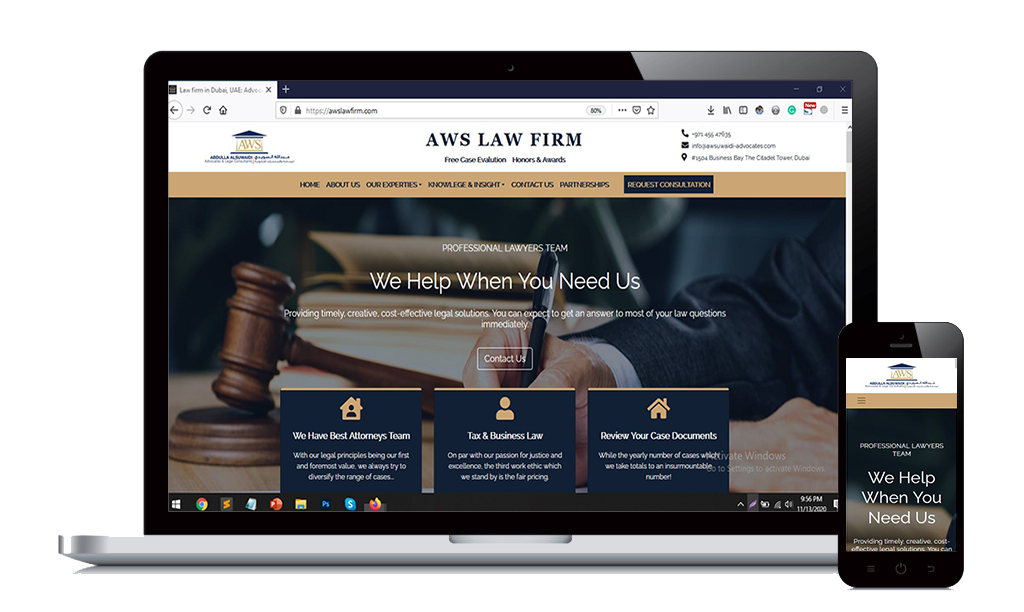 Law firm in Dubai, UAE: Advoc
https://awslawfirm.com
80%
New
AWS
ABDULLA ALSUWAIDI
AWS LAW FIRM
Free Case Evalution Honors & Awards
+971 455 47635
info@awsuwaidi-advocates.com
#1504 Business Bay The Citadel Tower, Dubai
HOME ABOUT US OUR EXPERTIES KNOWLEGE & INSIGHT CONTACT US PARTNERSHIPS REQUEST CONSULTATION
PROFESSIONAL LAWYERS TEAM
We Help When You Need Us
Providing timely, creative, cost-effective legal solutions. You can expect to get an answer to most of your law questions
immediately.
Contact Us
We Have Best Attorneys Team
With our legal principles being our first
and foremost value, we always try to
diversify the range of cases...
Tax & Business Law
On par with our passion for justice and
excellence, the third work ethic which
we stand by is the fair pricing.
Review Your Case Documents
While the yearly number of cases which
we take totals to an insurmountable
number!
Activate Windows
Go to Settings to activate Windows.
Ps
S
9:56 PM
11/13/2020
AWS
ABDULLA ALSUWAIDI
PROFESSIONAL LAWYERS
TEAM
We Help
When You
Need Us
Providing timely, creative, cost-
effective legal solutions. You can